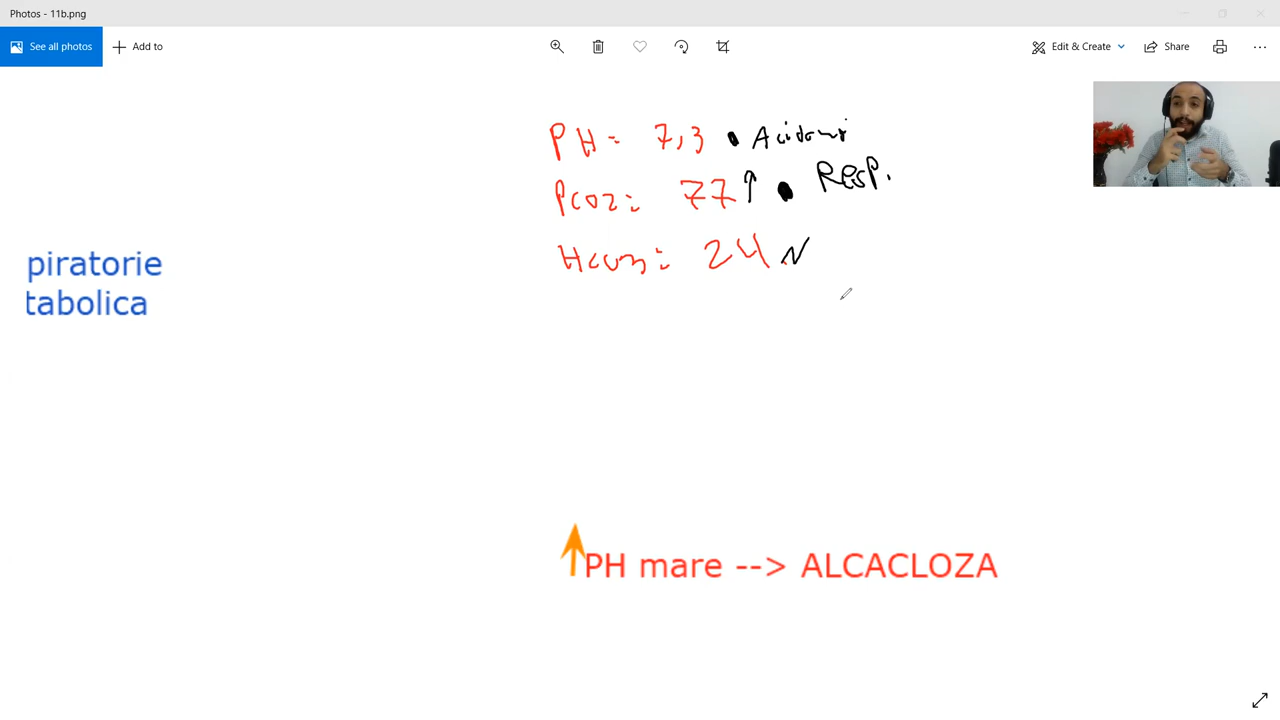 Photos - 11b.png
See all photos
Add to
Edit & Create
Share
PH = 7,3 • Acidoza
PCO2 = 77 ↑ • Resp.
HCO3 = 24 N
piratorie
tabolica
PH mare --> ALCACLOZA